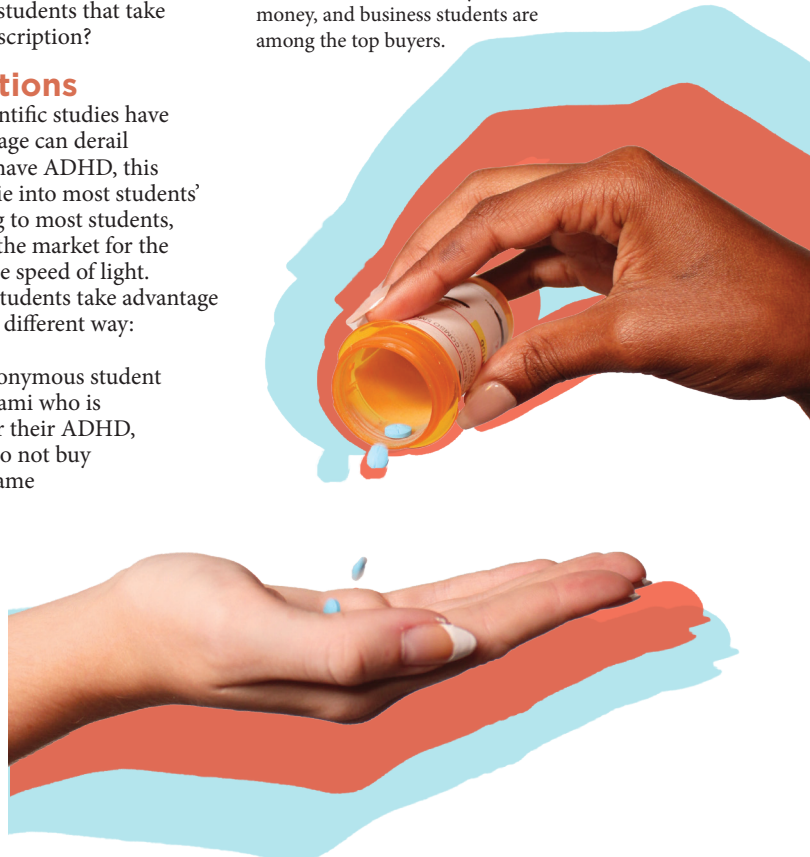 students that take
scription?
tions
ntific studies have
age can derail
have ADHD, this
ie into most students’
g to most students,
the market for the
e speed of light.
tudents take advantage
different way:
onymous student
ami who is
r their ADHD,
o not buy
ame
money, and business students are
among the top buyers.